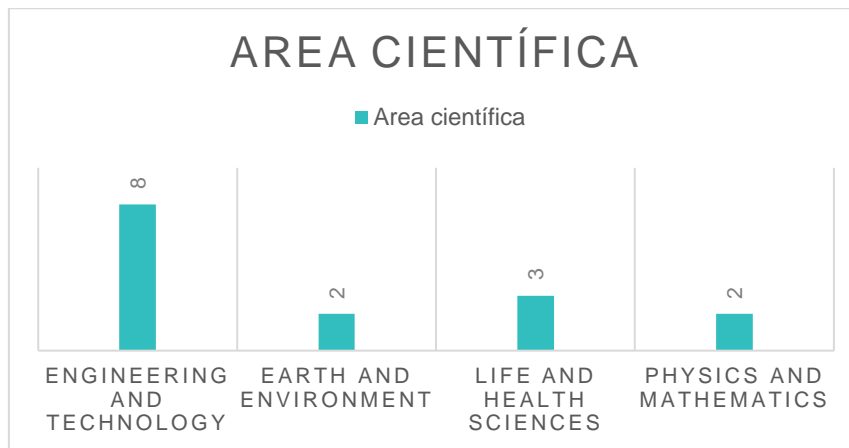 AREA CIENTÍFICA
Area científica
8
2
3
2
ENGINEERING
AND
TECHNOLOGY
EARTH AND
ENVIRONMENT
LIFE AND
HEALTH
SCIENCES
PHYSICS AND
MATHEMATICS